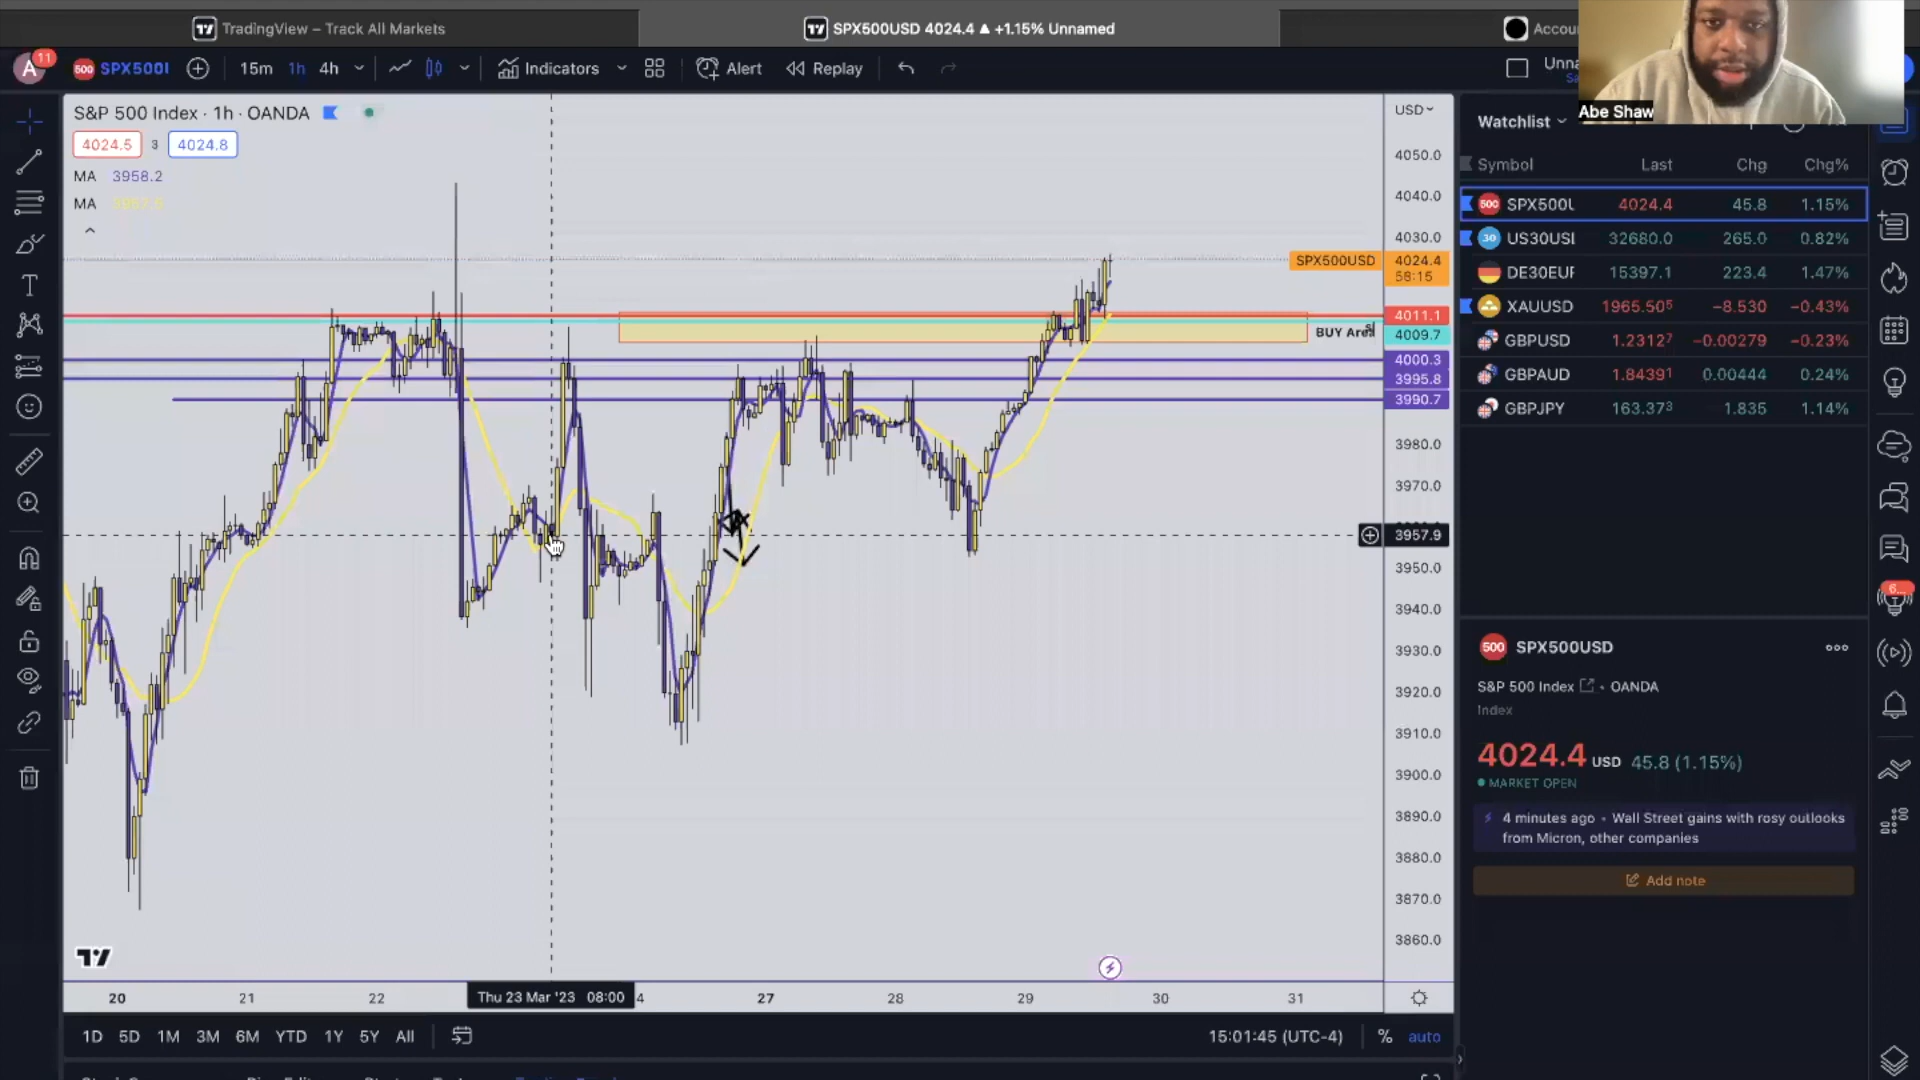 TradingView – Track All Markets
SPX500USD 4024.4 ▲ +1.15% Unnamed
A 11
500 SPX500
15m 1h 4h Indicators Alert Replay
Abe Shaw
S&P 500 Index · 1h · OANDA
4024.5 3 4024.8
MA 3958.2
MA
USD
4050.0
4040.0
4030.0
SPX500USD 4024.4
58:15
4011.1
BUY Area
4009.7
4000.3
3995.8
3990.7
3980.0
3970.0
3957.9
3950.0
3940.0
3930.0
3920.0
3910.0
3900.0
3890.0
3880.0
3870.0
3860.0
20 21 22 Thu 23 Mar '23 08:00 4 27 28 29 30 31
1D 5D 1M 3M 6M YTD 1Y 5Y All 15:01:45 (UTC-4) % auto
Watchlist
Symbol Last Chg Chg%
500 SPX500U 4024.4 45.8 1.15%
30 US30USD 32680.0 265.0 0.82%
DE30EUR 15397.1 223.4 1.47%
XAUUSD 1965.505 −8.530 −0.43%
GBPUSD 1.23127 −0.00279 −0.23%
GBPAUD 1.84391 0.00444 0.24%
GBPJPY 163.373 1.835 1.14%
500 SPX500USD
S&P 500 Index • OANDA
Index
4024.4 USD 45.8 (1.15%)
MARKET OPEN
4 minutes ago • Wall Street gains with rosy outlooks
from Micron, other companies
Add note